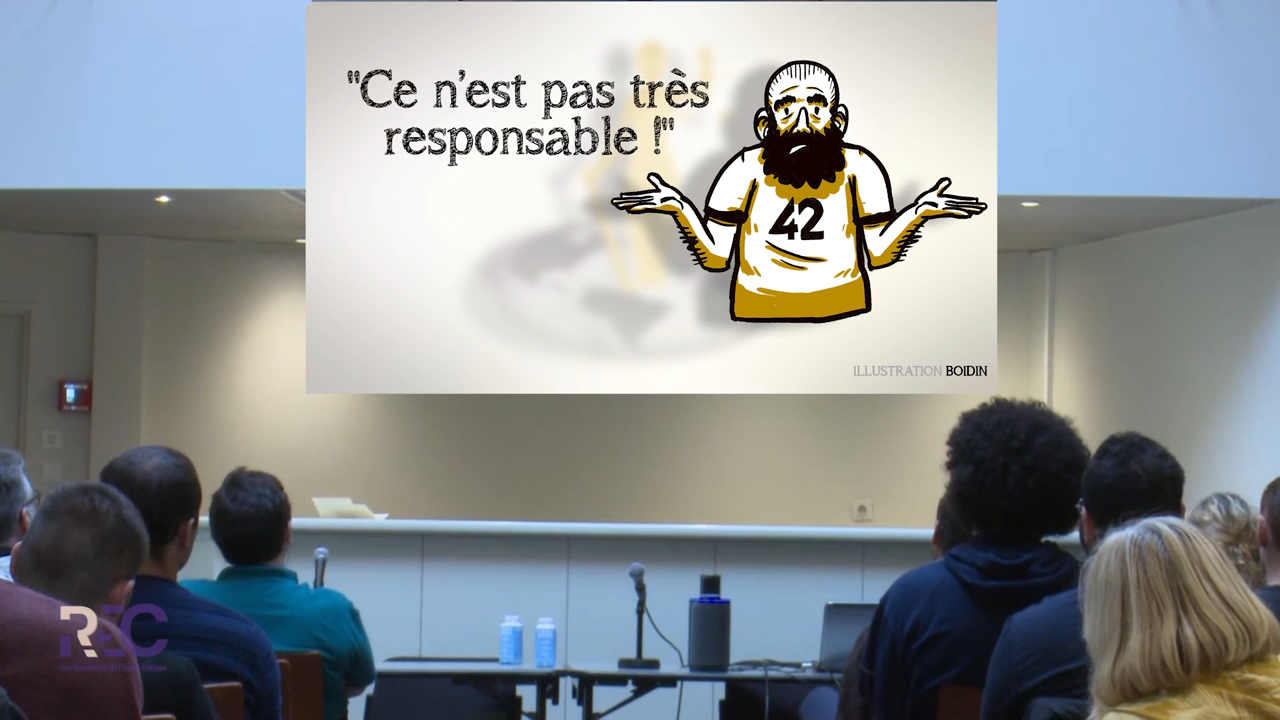 "Ce n'est pas très
responsable !"
42
ILLUSTRATION BOIDIN
REC